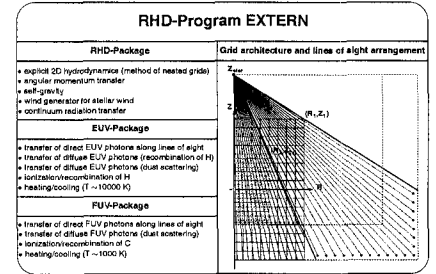 RHD-Program EXTERN
RHD-Package
• explicit 2D hydrodynamics (method of nested grids)
• angular momentum transfer
• self-gravity
• wind generator for stellar wind
• continuum radiation transfer
EUV-Package
• transfer of direct EUV photons along lines of sight
• transfer of diffuse EUV photons (recombination of H)
• transfer of diffuse EUV photons (dust scattering)
• ionization/recombination of H
• heating/cooling (T ~10000 K)
FUV-Package
• transfer of direct FUV photons along lines of sight
• transfer of diffuse FUV photons (dust scattering)
• ionization/recombination of C
• heating/cooling (T ~1000 K)
Grid architecture and lines of sight arrangement
Zstar
Z
(R₁,Z₁)
R